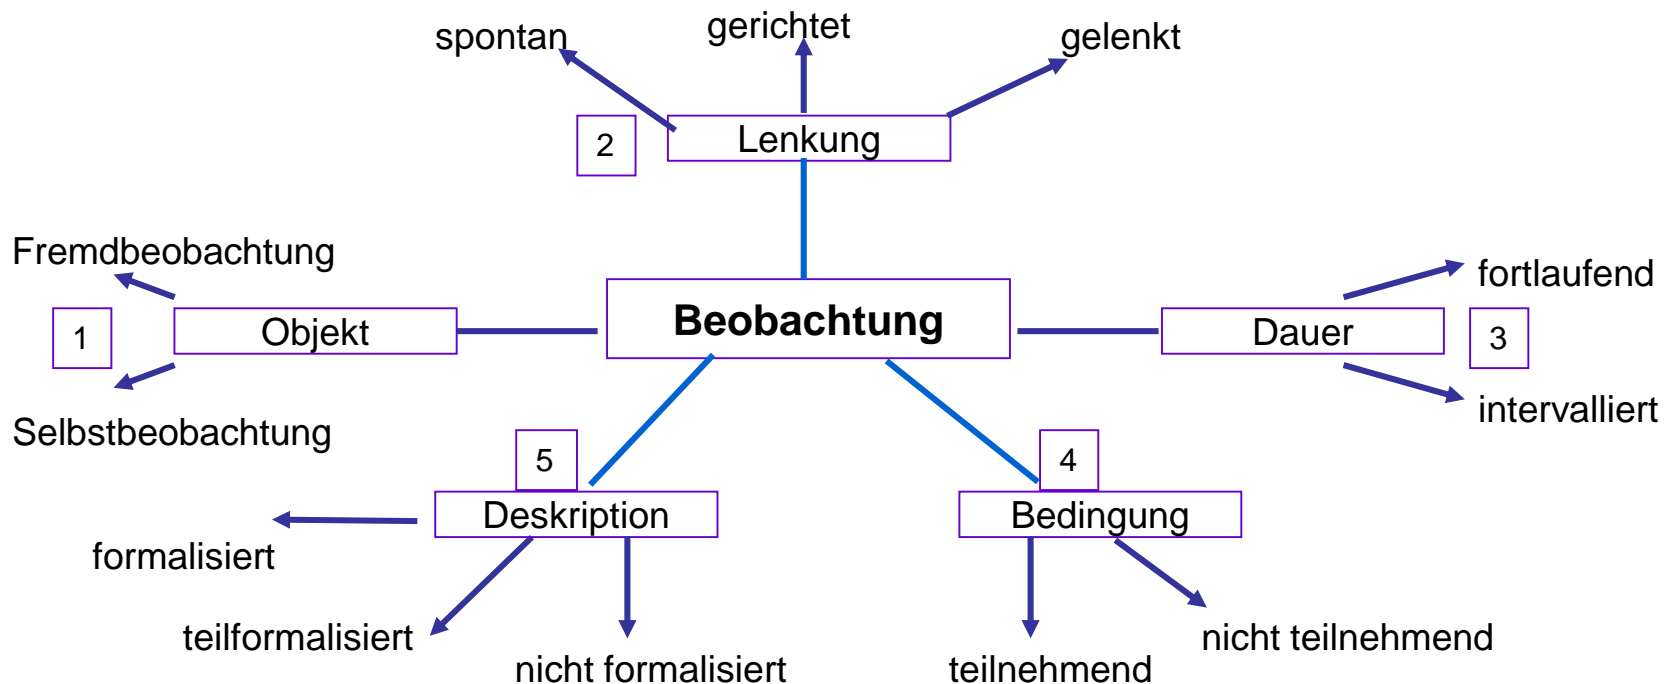 spontan
gerichtet
gelenkt
2
Lenkung
Fremdbeobachtung
1
Objekt
Selbstbeobachtung
Beobachtung
fortlaufend
Dauer
3
intervalliert
5
Deskription
formalisiert
teilformalisiert
nicht formalisiert
4
Bedingung
teilnehmend
nicht teilnehmend